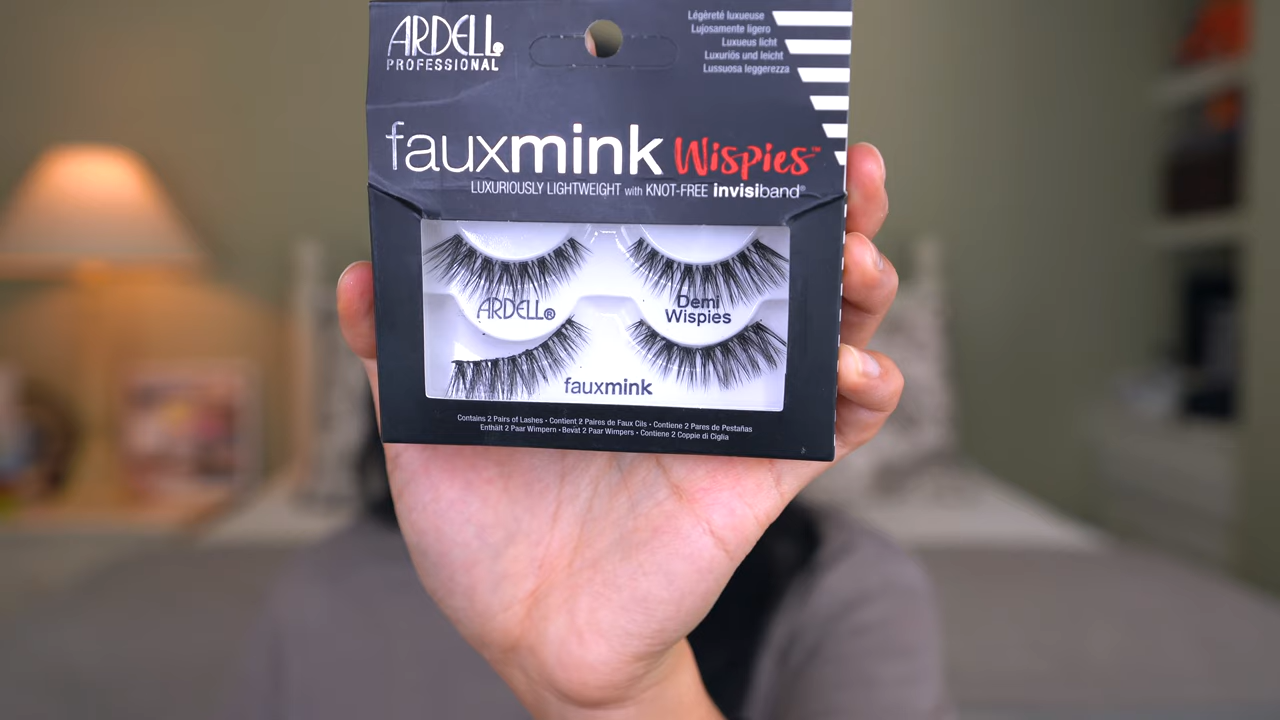 ARDELL
PROFESSIONAL
Légèreté luxueuse
Lujosamente ligero
Luxueus licht
Luxuriös und leicht
Lussuosa leggerezza
fauxmink Wispies™
LUXURIOUSLY LIGHTWEIGHT with KNOT-FREE invisiband®
ARDELL®
Demi
Wispies
fauxmink
Contains 2 Pairs of Lashes • Contient 2 Paires de Faux Cils • Contiene 2 Pares de Pestañas
Enthält 2 Paar Wimpern • Bevat 2 Paar Wimpers • Contiene 2 Coppie di Ciglia